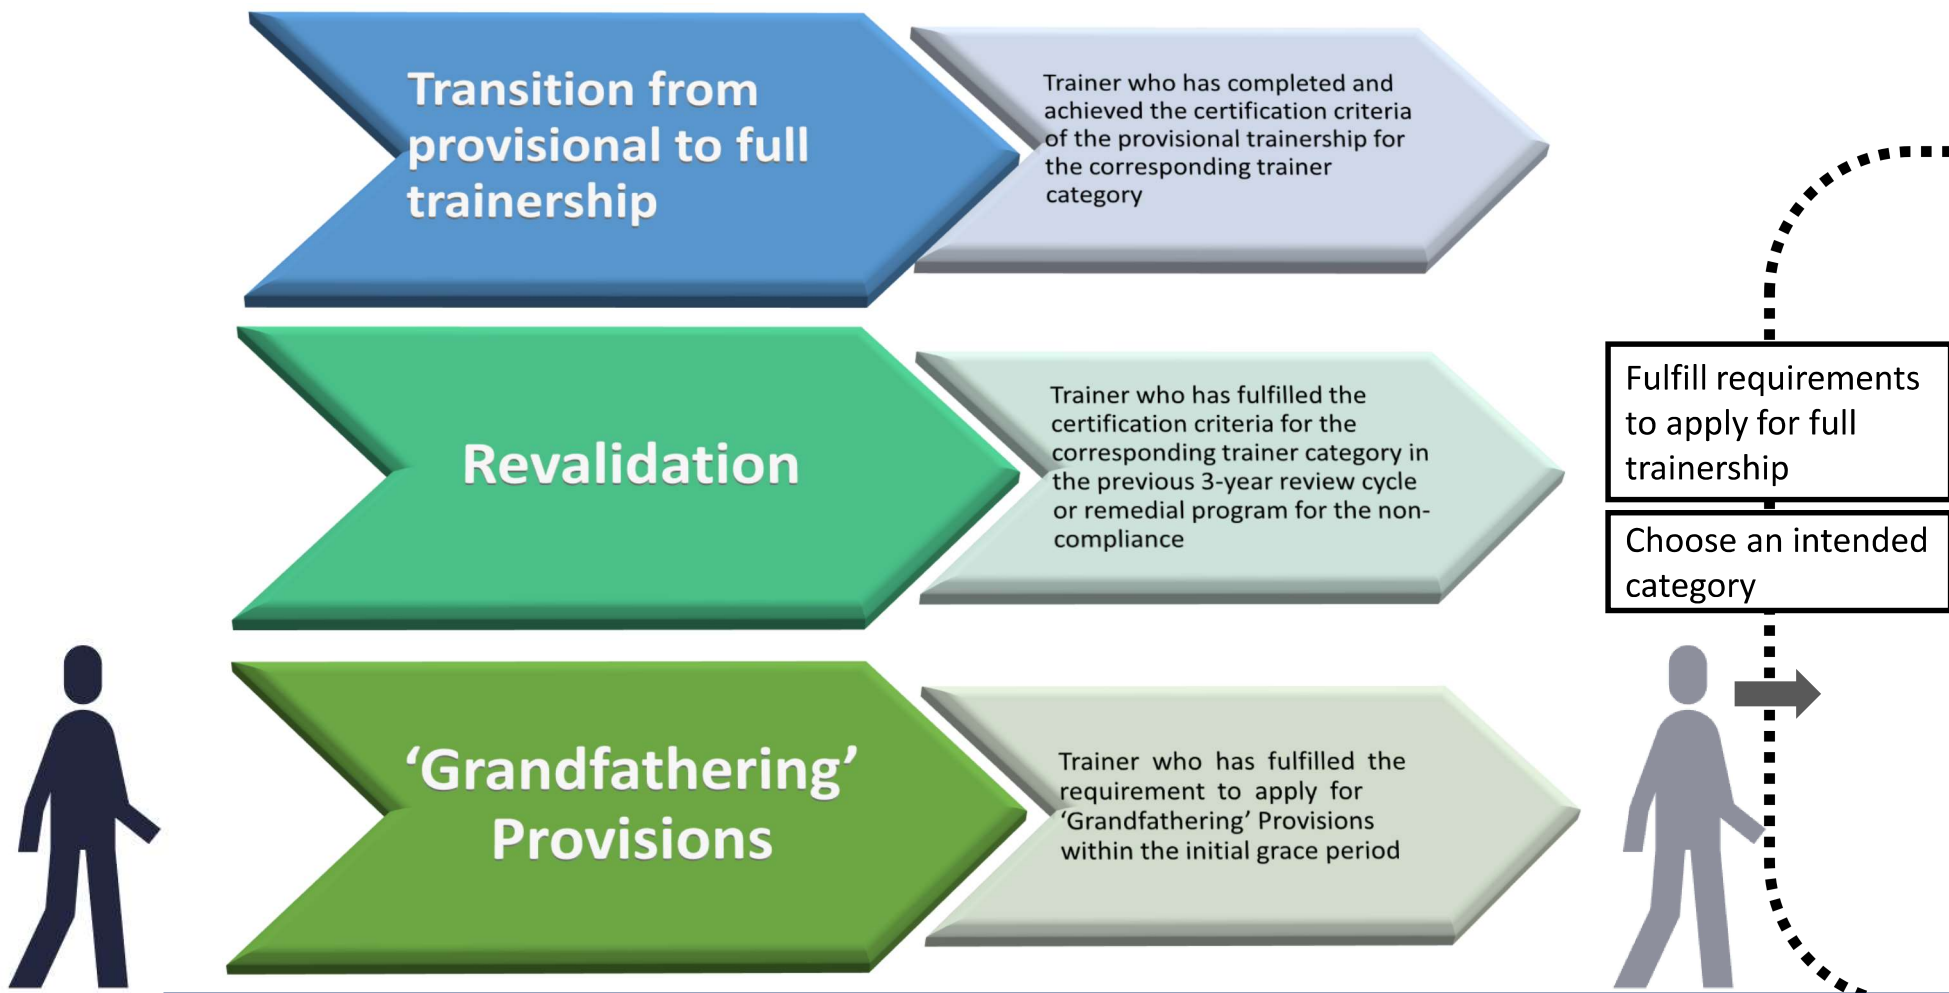 Transition from
provisional to full
trainership
Trainer who has completed and
achieved the certification criteria
of the provisional trainership for
the corresponding trainer
category
Revalidation
Trainer who has fulfilled the
certification criteria for the
corresponding trainer category in
the previous 3-year review cycle
or remedial program for the non-
compliance
‘Grandfathering’
Provisions
Trainer who has fulfilled the
requirement to apply for
‘Grandfathering’ Provisions
within the initial grace period
Fulfill requirements
to apply for full
trainership
Choose an intended
category